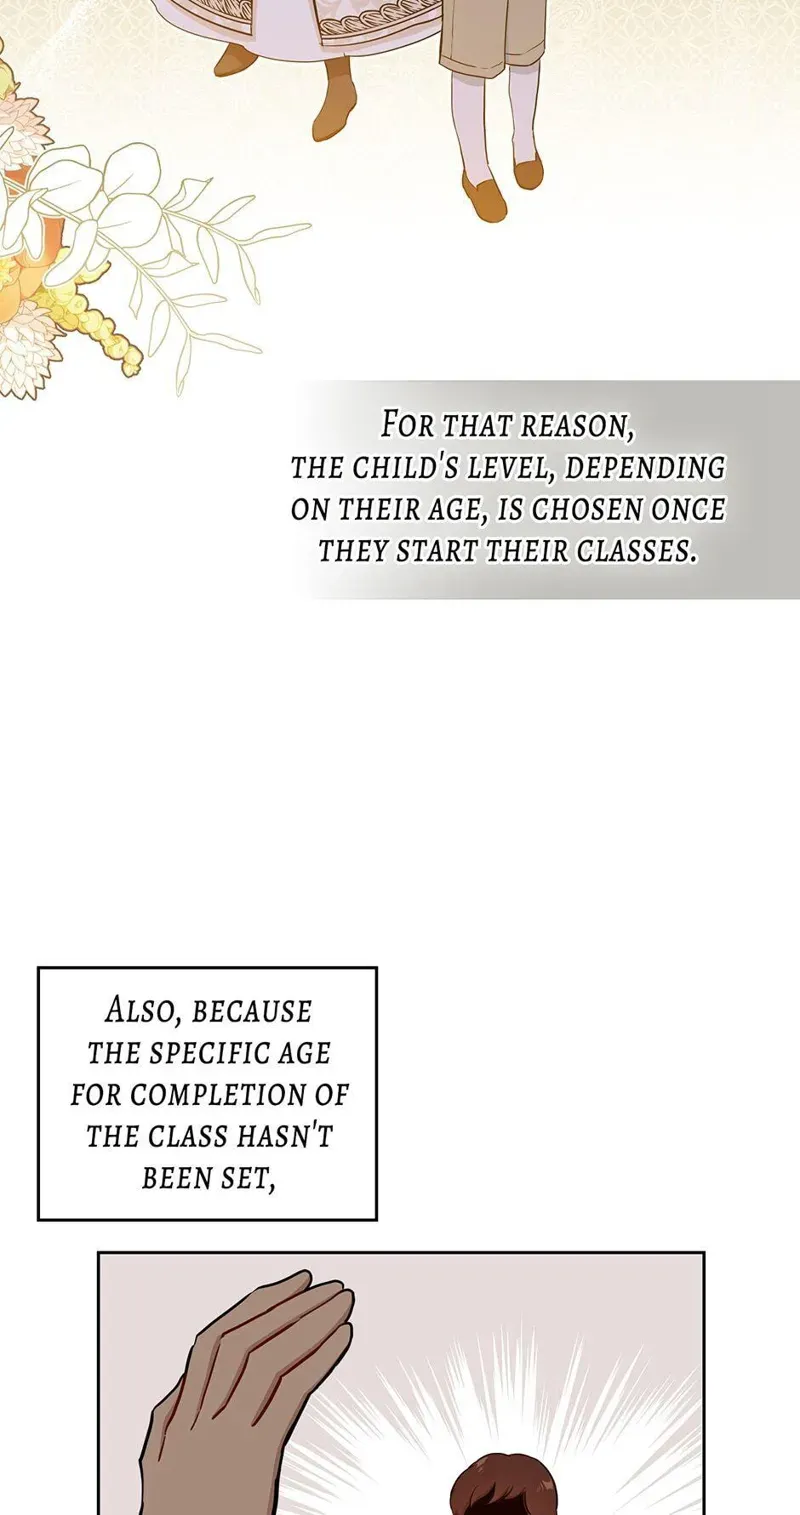 FOR THAT REASON,
THE CHILD'S LEVEL, DEPENDING
ON THEIR AGE, IS CHOSEN ONCE
THEY START THEIR CLASSES.
ALSO, BECAUSE
THE SPECIFIC AGE
FOR COMPLETION OF
THE CLASS HASN'T
BEEN SET,